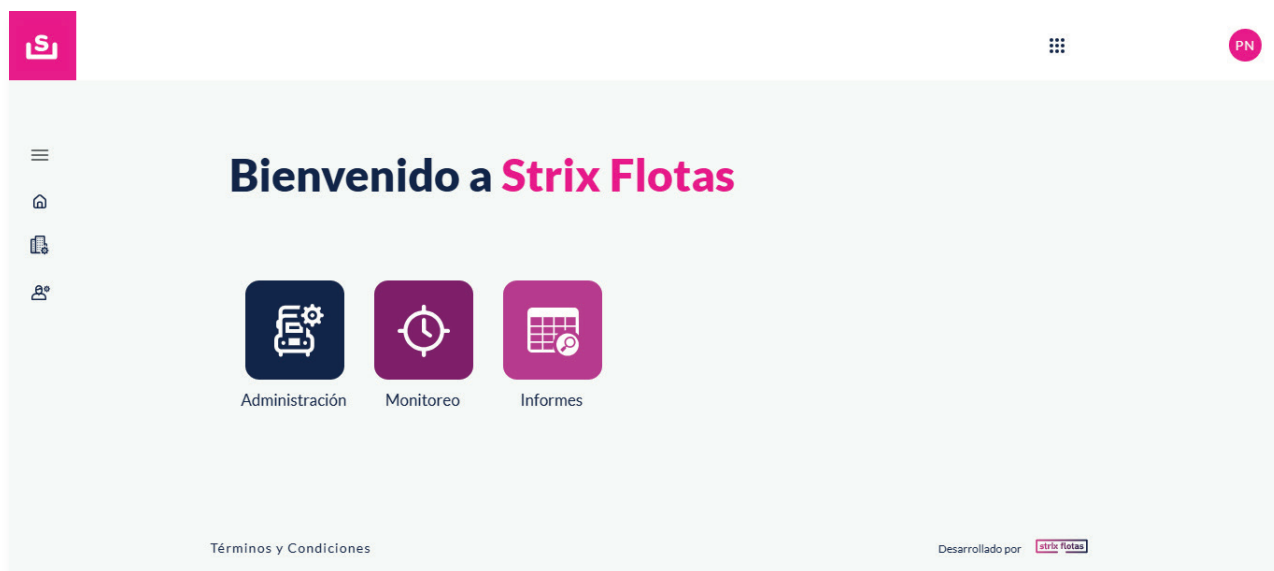 S
PN
Bienvenido a Strix Flotas
Administración
Monitoreo
Informes
Términos y Condiciones
Desarrollado por
strix flotas